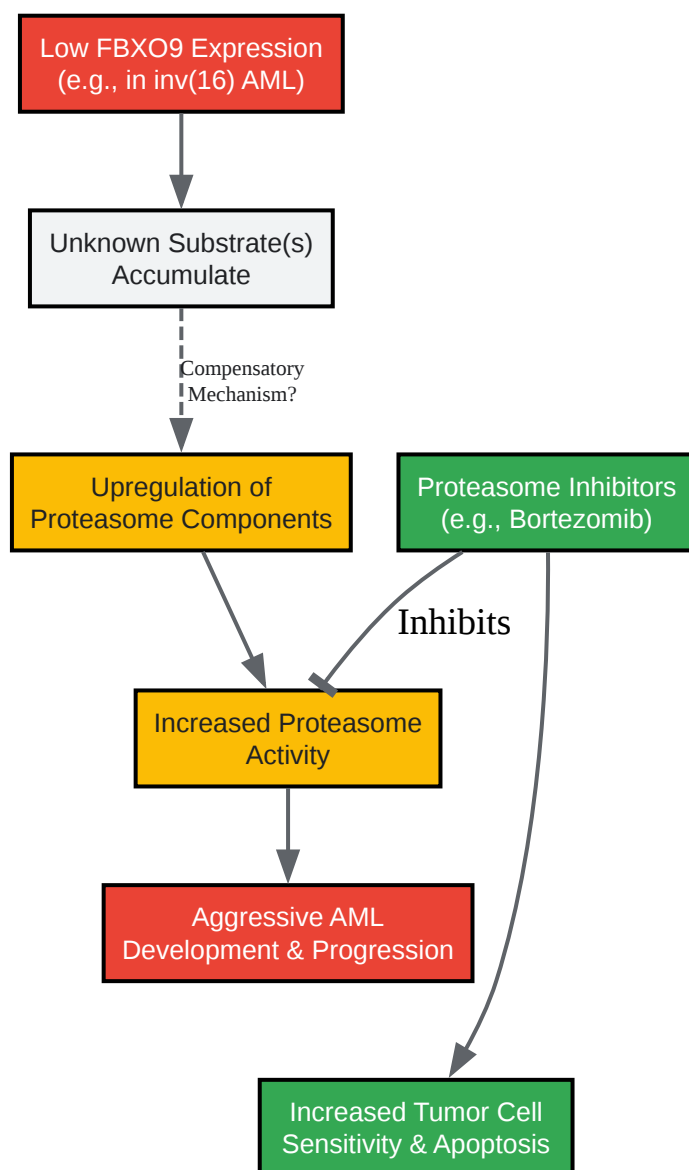 Low FBXO9 Expression
(e.g., in inv(16) AML)
Unknown Substrate(s)
Accumulate
Compensatory
Mechanism?
Upregulation of
Proteasome Components
Proteasome Inhibitors
(e.g., Bortezomib)
Inhibits
Increased Proteasome
Activity
Aggressive AML
Development & Progression
Increased Tumor Cell
Sensitivity & Apoptosis